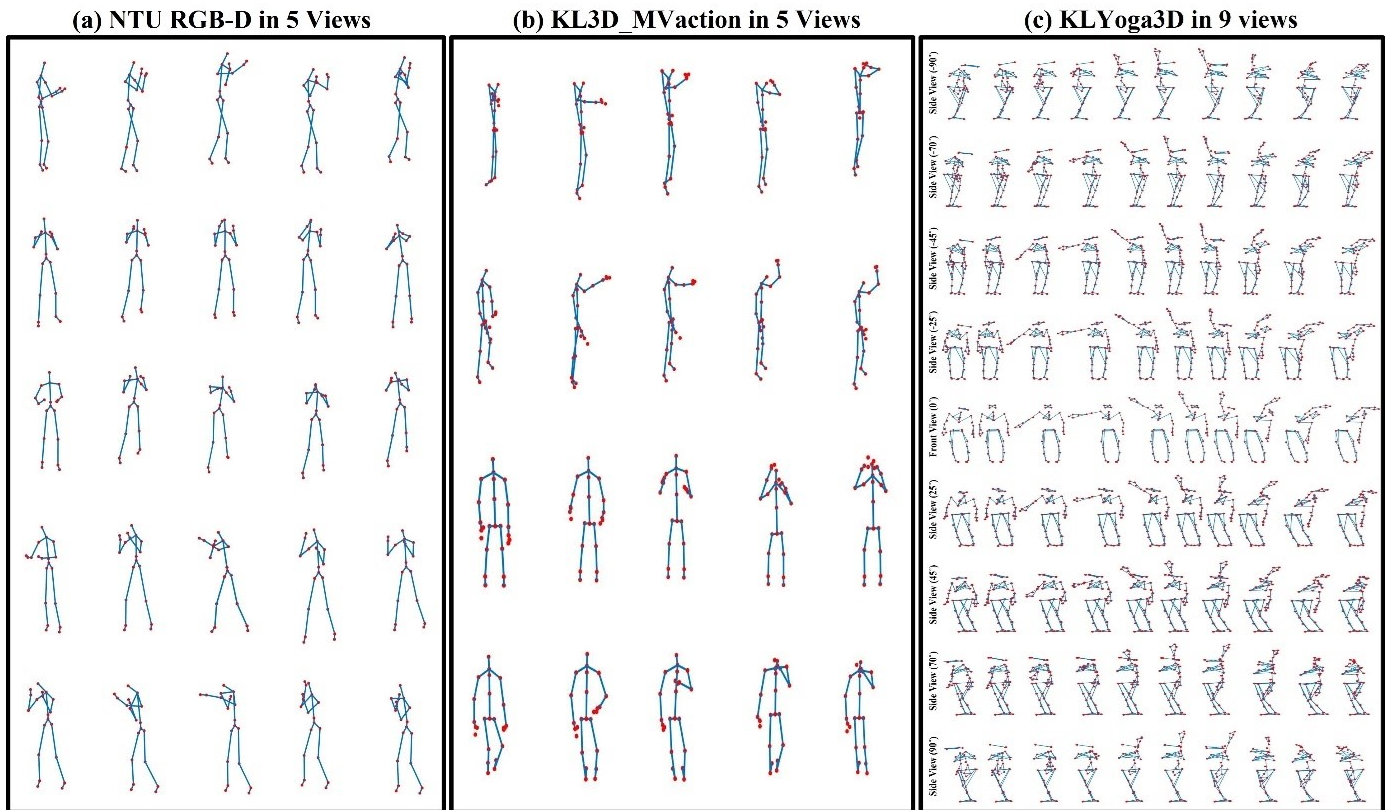 (a) NTU RGB-D in 5 Views
(b) KL3D_MVaction in 5 Views
(c) KLYoga3D in 9 views
Side View (-90°)
Side View (-70°)
Side View (-45°)
Side View (-25°)
Front View (0°)
Side View (25°)
Side View (45°)
Side View (70°)
Side View (90°)